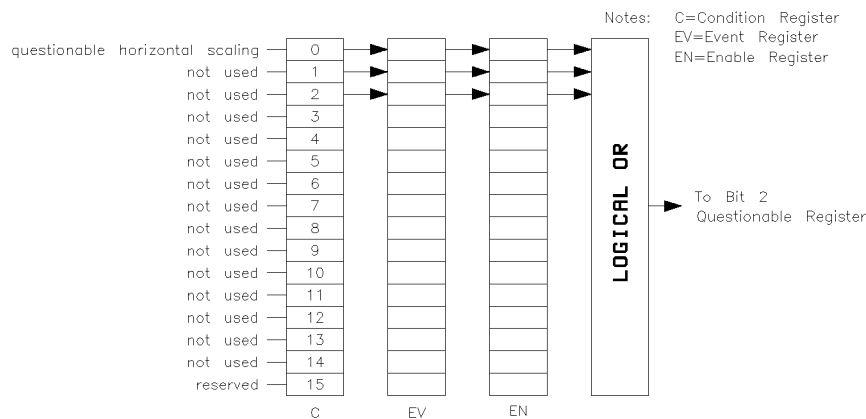 Notes: C=Condition Register
EV=Event Register
EN=Enable Register
questionable horizontal scaling 0
not used 1
not used 2
not used 3
not used 4
not used 5
not used 6
not used 7
not used 8
not used 9
not used 10
not used 11
not used 12
not used 13
not used 14
reserved 15
LOGICAL OR
To Bit 2
Questionable Register
C EV EN